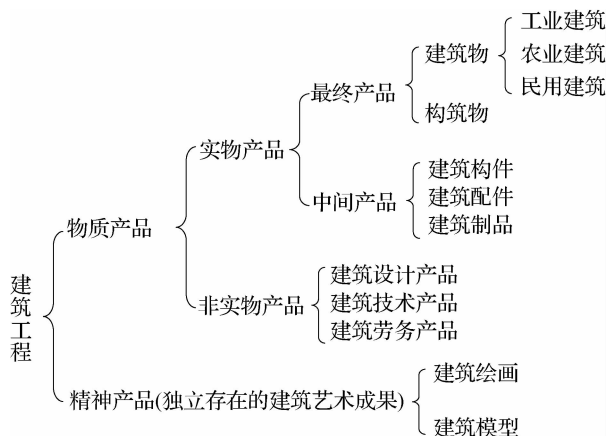 工业建筑
建筑物
农业建筑
民用建筑
最终产品
构筑物
实物产品
建筑构件
中间产品
建筑配件
建筑制品
物质产品
建筑设计产品
非实物产品
建筑技术产品
建筑劳务产品
建筑工程
精神产品(独立存在的建筑艺术成果)
建筑绘画
建筑模型